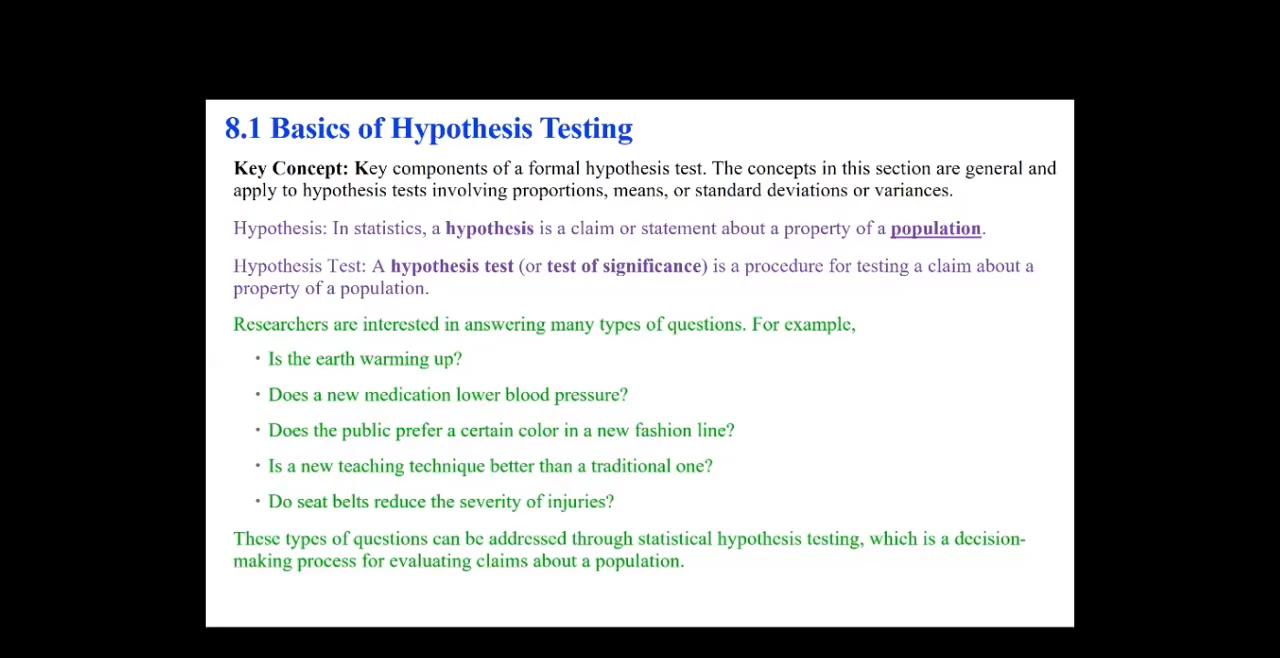 8.1 Basics of Hypothesis Testing
Key Concept: Key components of a formal hypothesis test. The concepts in this section are general and
apply to hypothesis tests involving proportions, means, or standard deviations or variances.
Hypothesis: In statistics, a hypothesis is a claim or statement about a property of a population.
Hypothesis Test: A hypothesis test (or test of significance) is a procedure for testing a claim about a
property of a population.
Researchers are interested in answering many types of questions. For example,
• Is the earth warming up?
• Does a new medication lower blood pressure?
• Does the public prefer a certain color in a new fashion line?
• Is a new teaching technique better than a traditional one?
• Do seat belts reduce the severity of injuries?
These types of questions can be addressed through statistical hypothesis testing, which is a decision-
making process for evaluating claims about a population.